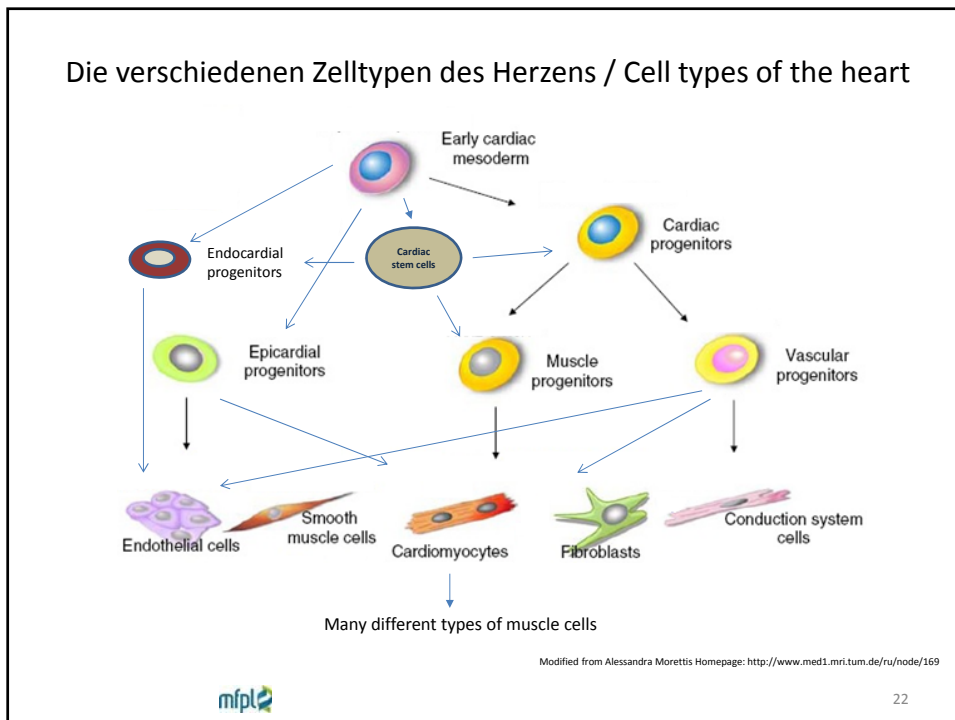 Die verschiedenen Zelltypen des Herzens / Cell types of the heart
Early cardiac
mesoderm
Cardiac
progenitors
Endocardial
progenitors
Cardiac
stem cells
Epicardial
progenitors
Muscle
progenitors
Vascular
progenitors
Endothelial cells
Smooth
muscle cells
Cardiomyocytes
Fibroblasts
Conduction system
cells
Many different types of muscle cells
Modified from Alessandra Morettis Homepage: http://www.med1.mri.tum.de/ru/node/169
mfpl
22